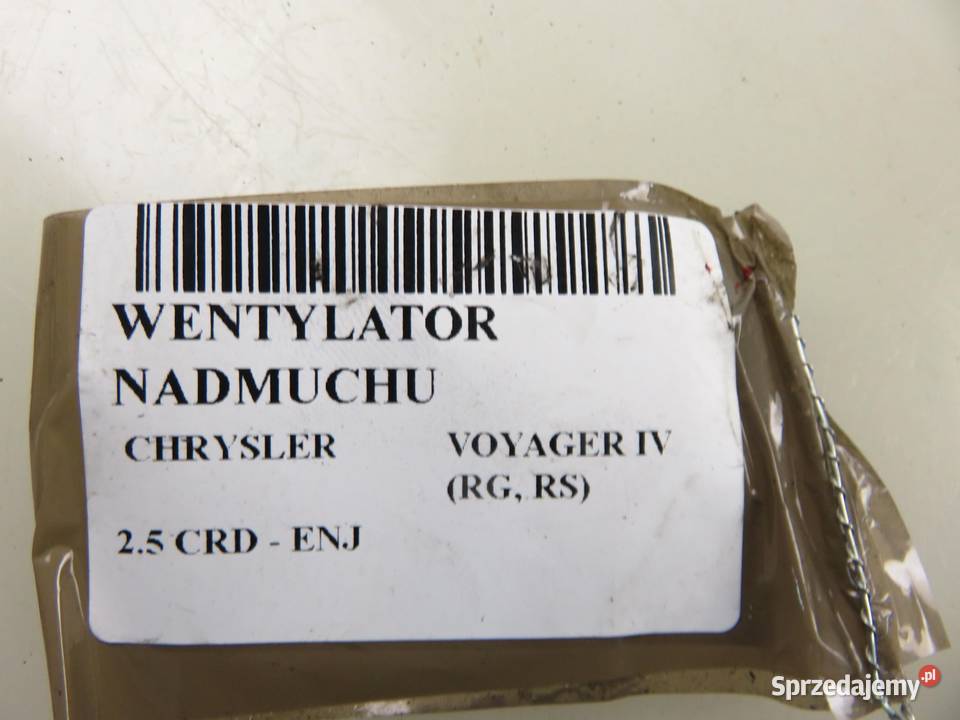 WENTYLATOR
NADMUCHU
CHRYSLER VOYAGER IV
(RG, RS)
2.5 CRD - ENJ
Sprzedajemy.pl